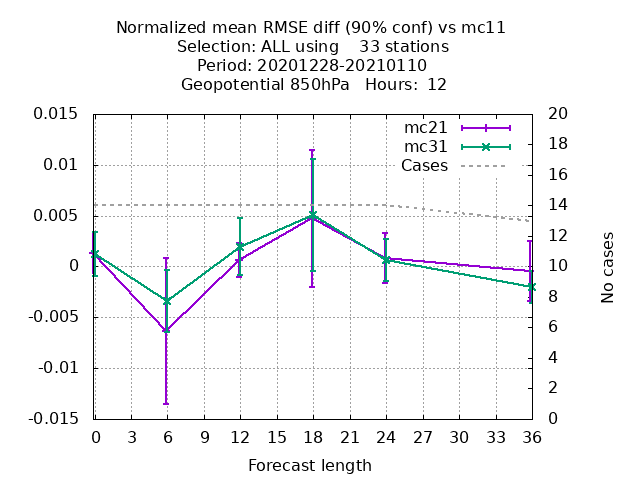 Normalized mean RMSE diff (90% conf) vs mc11
Selection: ALL using    33 stations
Period: 20201228-20210110
Geopotential 850hPa   Hours:  12
0.015
0.01
0.005
0
-0.005
-0.01
-0.015
20
18
16
14
12
10
8
6
4
2
0
mc21
mc31
Cases
No cases
0 3 6 9 12 15 18 21 24 27 30 33 36
Forecast length